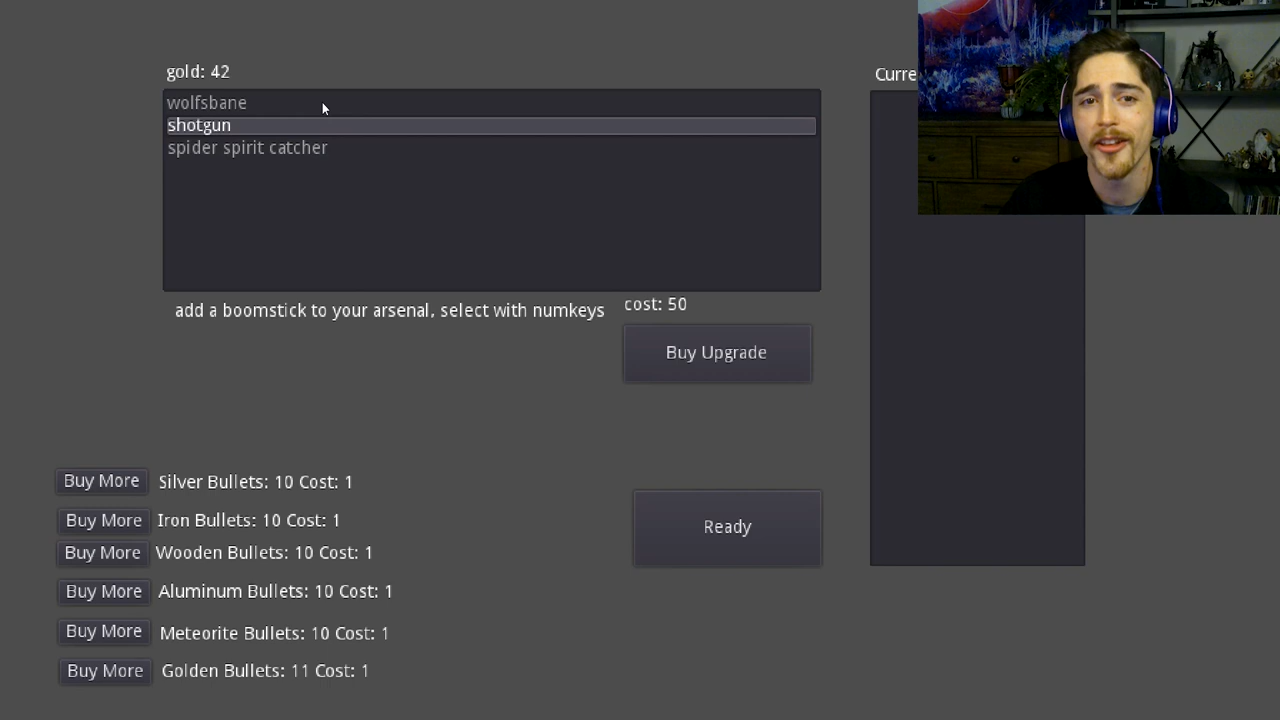 gold: 42
Curre
wolfsbane
shotgun
spider spirit catcher
add a boomstick to your arsenal, select with numkeys
cost: 50
Buy Upgrade
Buy More Silver Bullets: 10 Cost: 1
Buy More Iron Bullets: 10 Cost: 1
Ready
Buy More Wooden Bullets: 10 Cost: 1
Buy More Aluminum Bullets: 10 Cost: 1
Buy More Meteorite Bullets: 10 Cost: 1
Buy More Golden Bullets: 11 Cost: 1